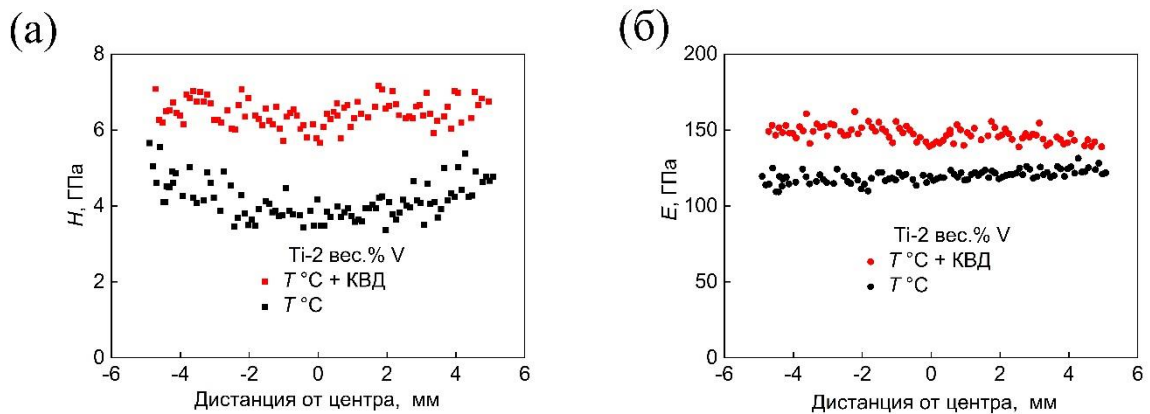 (а)
8
6
4
2
0
H, ГПа
Ti-2 вес.% V
T °C + КВД
T °C
-6 -4 -2 0 2 4 6
Дистанция от центра, мм
(б)
200
150
100
50
0
E, ГПа
Ti-2 вес.% V
T °C + КВД
T °C
-6 -4 -2 0 2 4 6
Дистанция от центра, мм